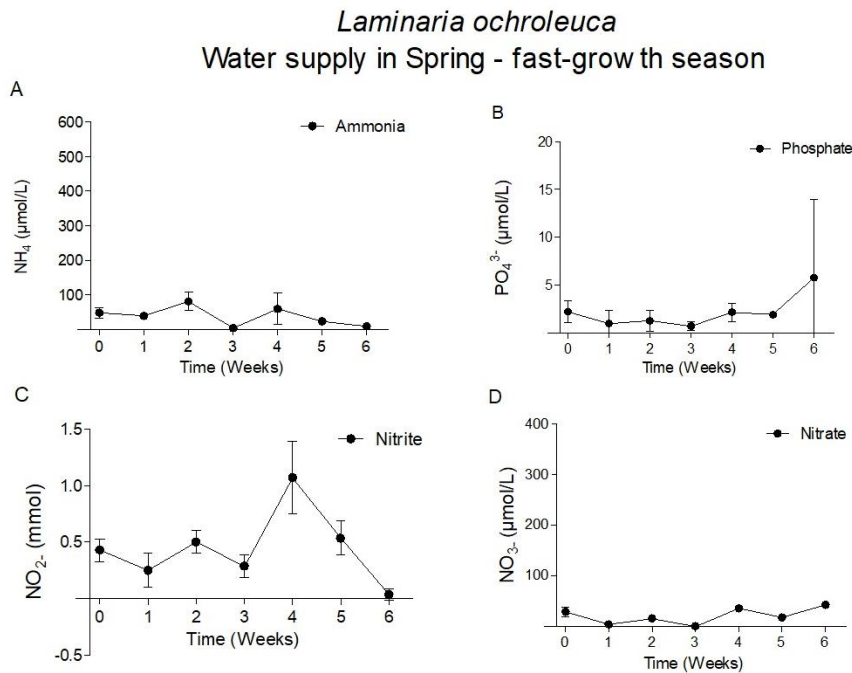 Laminaria ochroleuca
Water supply in Spring - fast-growth season
A
600
500
400
300
200
100
NH₄ (µmol/L)
Ammonia
0 1 2 3 4 5 6
Time (Weeks)
B
20
15
10
5
PO₄³⁻ (µmol/L)
Phosphate
0 1 2 3 4 5 6
Time (Weeks)
C
1.5
1.0
0.5
-0.5
NO₂₋ (mmol)
Nitrite
0 1 2 3 4 5 6
Time (Weeks)
D
400
300
200
100
NO₃₋ (µmol/L)
Nitrate
0 1 2 3 4 5 6
Time (Weeks)